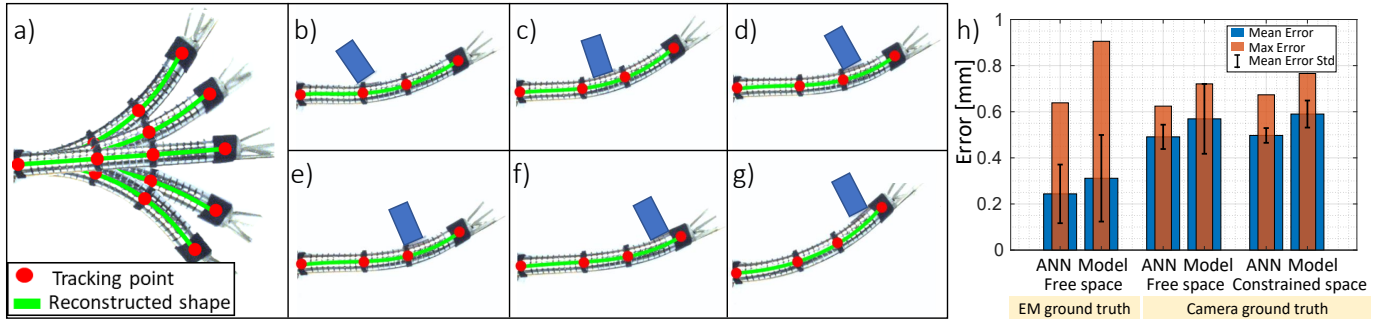 a)
Tracking point
Reconstructed shape
b)
c)
d)
e)
f)
g)
h)
Error [mm]
1
0.8
0.6
0.4
0.2
0
Mean Error
Max Error
Mean Error Std
ANN Model ANN Model ANN Model
Free space Free space Constrained space
EM ground truth Camera ground truth